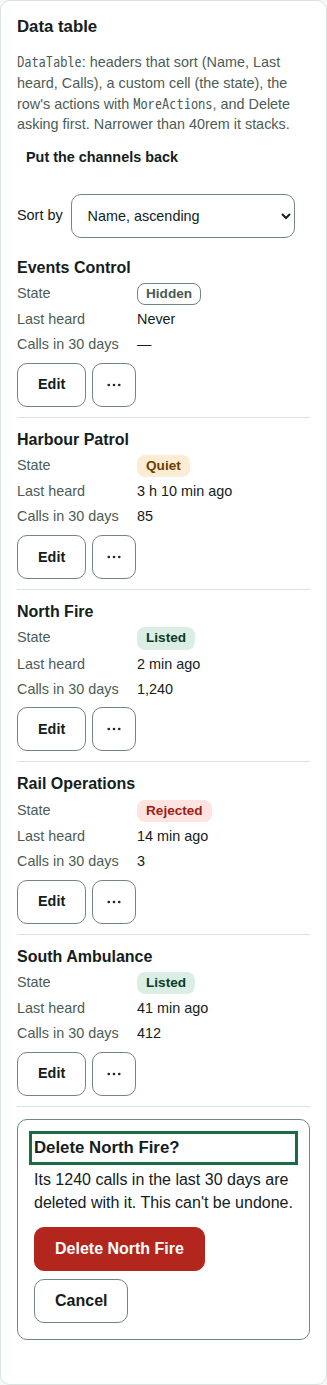 Data table
DataTable: headers that sort (Name, Last
heard, Calls), a custom cell (the state), the
row's actions with MoreActions, and Delete
asking first. Narrower than 40rem it stacks.
Put the channels back
Sort by Name, ascending
Events Control
State Hidden
Last heard Never
Calls in 30 days —
Edit ···
Harbour Patrol
State Quiet
Last heard 3 h 10 min ago
Calls in 30 days 85
Edit ···
North Fire
State Listed
Last heard 2 min ago
Calls in 30 days 1,240
Edit ···
Rail Operations
State Rejected
Last heard 14 min ago
Calls in 30 days 3
Edit ···
South Ambulance
State Listed
Last heard 41 min ago
Calls in 30 days 412
Edit ···
Delete North Fire?
Its 1240 calls in the last 30 days are
deleted with it. This can't be undone.
Delete North Fire
Cancel